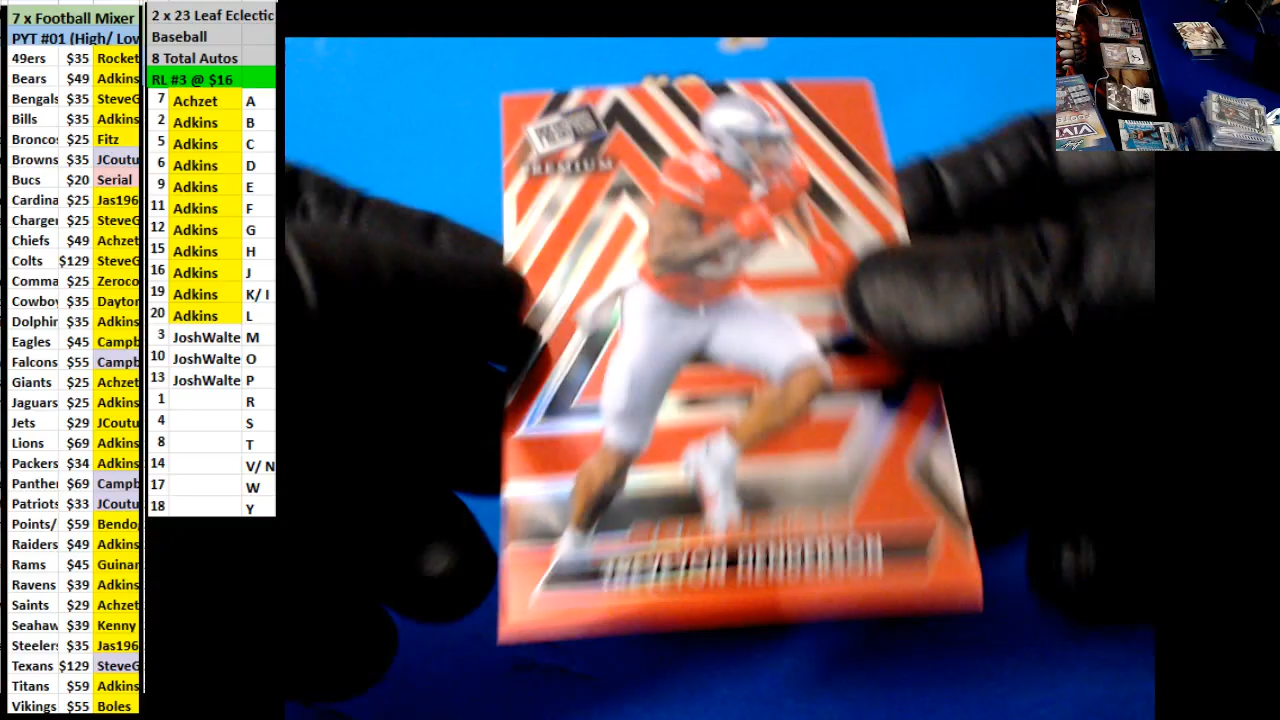 7 x Football Mixer
PYT #01 (High/ Lov
49ers $35 Rocket
Bears $49 Adkins
Bengals $35 SteveG
Bills $35 Adkins
Bronco $25 Fitz
Browns $35 JCoutu
Bucs $20 Serial
Cardina $25 Jas196
Charger $25 SteveG
Chiefs $49 Achzet
Colts $129 SteveG
Comma $25 Zeroco
Cowboy $35 Dayton
Dolphin $35 Adkins
Eagles $45 Campb
Falcons $55 Campb
Giants $25 Achzet
Jaguars $25 Adkins
Jets $29 JCoutu
Lions $69 Adkins
Packers $34 Adkins
Panthe $69 Campb
Patriots $33 JCoutu
Points/ $59 Bendo
Raiders $49 Adkins
Rams $45 Guinar
Ravens $39 Adkins
Saints $29 Achzet
Seahaw $39 Kenny
Steelers $35 Jas196
Texans $129 SteveG
Titans $59 Adkins
Vikings $55 Boles
2 x 23 Leaf Eclectic
Baseball
8 Total Autos
RL #3 @ $16
7 Achzet A
2 Adkins B
5 Adkins C
6 Adkins D
9 Adkins E
11 Adkins F
12 Adkins G
15 Adkins H
16 Adkins J
19 Adkins K/ I
20 Adkins L
3 JoshWalte M
10 JoshWalte O
13 JoshWalte P
1 R
4 S
8 T
14 V/ N
17 W
18 Y
PREMIUM